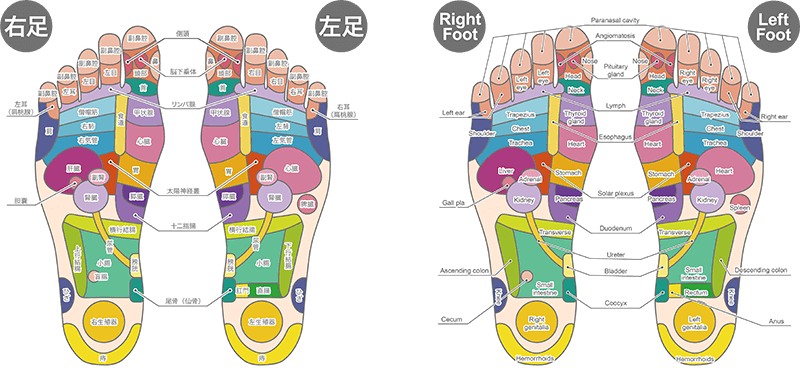 右足
左足
副鼻腔
側頭
副鼻腔
副鼻腔
副鼻腔
副鼻腔
副鼻腔
鼻
鼻
左目
左目
頭部
脳下垂体
頭部
右目
右目
副鼻腔
左耳
首
首
右耳
副鼻腔
左耳
(扁桃腺)
リンパ腺
右耳
(扁桃腺)
肩
僧帽筋
食道
甲状腺
甲状腺
食道
僧帽筋
肩
右肺
左肺
右気管
心臓
心臓
左気管
肝臓
胃
胃
心臓
副腎
太陽神経叢
副腎
胆嚢
腎臓
膵臓
膵臓
腎臓
脾臓
十二指腸
横行結腸
横行結腸
尿管
尿管
上行結腸
小腸
膀胱
膀胱
小腸
下行結腸
盲腸
ひざ
尾骨(仙骨)
肛門
直腸
ひざ
右生殖器
左生殖器
痔
痔
Right
Foot
Left
Foot
Paranasal cavity
Angiomatosis
Nose
Nose
Left
eye
Left
eye
Head
Pituitary
gland
Head
Right
eye
Right
eye
Neck
Neck
Left ear
Lymph
Right ear
Shoulder
Trapezius
Thyroid
gland
Thyroid
gland
Trapezius
Shoulder
Chest
Esophagus
Chest
Trachea
Heart
Heart
Trachea
Liver
Stomach
Stomach
Heart
Adrenal
Solar plexus
Adrenal
Gall pla
Kidney
Pancreas
Pancreas
Kidney
Spleen
Duodenum
Transverse
Transverse
Ureter
Ascending colon
Bladder
Small
intestine
Descending colon
Small
intestine
Coccyx
Rectum
Knee
Knee
Cecum
Anus
Right
genitalia
Left
genitalia
Hemorrhoids
Hemorrhoids